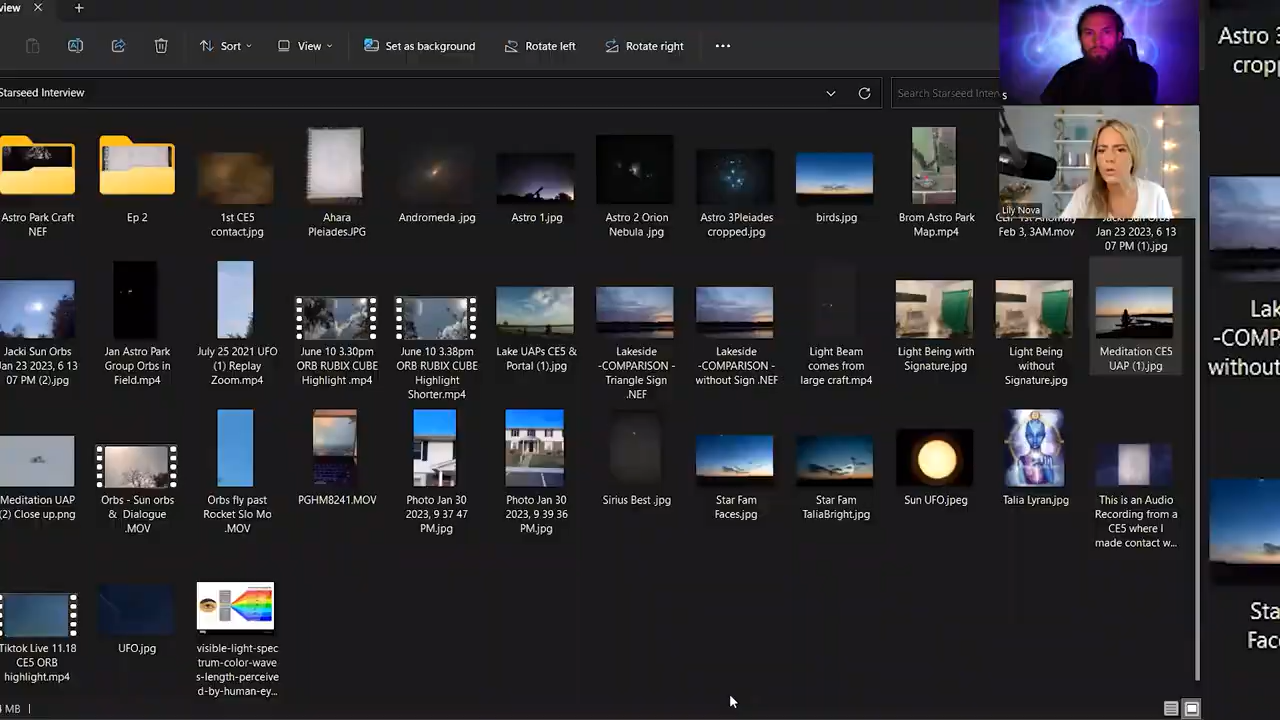 view
Sort
View
Set as background
Rotate left
Rotate right
Starseed Interview
Search Starseed Inter
s
Lily Nova
Astro Park Craft
NEF
Ep 2
1st CE5
contact.jpg
Ahara
Pleiades.JPG
Andromeda .jpg
Astro 1.jpg
Astro 2 Orion
Nebula .jpg
Astro 3Pleiades
cropped.jpg
birds.jpg
Brom Astro Park
Map.mp4
Feb 3, 3AM.mov
Jacki Sun Orbs
Jan 23 2023, 6 13
07 PM (1).jpg
Jacki Sun Orbs
Jan 23 2023, 6 13
07 PM (2).jpg
Jan Astro Park
Group Orbs in
Field.mp4
July 25 2021 UFO
(1) Replay
Zoom.mp4
June 10 3.30pm
ORB RUBIX CUBE
Highlight .mp4
June 10 3.38pm
ORB RUBIX CUBE
Highlight
Shorter.mp4
Lake UAPs CE5 &
Portal (1).jpg
Lakeside
-COMPARISON -
Triangle Sign
.NEF
Lakeside
-COMPARISON -
without Sign .NEF
Light Beam
comes from
large craft.mp4
Light Being with
Signature.jpg
Light Being
without
Signature.jpg
Meditation CE5
UAP (1).jpg
Meditation UAP
(2) Close up.png
Orbs - Sun orbs
& Dialogue
.MOV
Orbs fly past
Rocket Slo Mo
.MOV
PGHM8241.MOV
Photo Jan 30
2023, 9 37 47
PM.jpg
Photo Jan 30
2023, 9 39 36
PM.jpg
Sirius Best .jpg
Star Fam
Faces.jpg
Star Fam
TaliaBright.jpg
Sun UFO.jpeg
Talia Lyran.jpg
This is an Audio
Recording from a
CE5 where I
made contact w...
Tiktok Live 11.18
CE5 ORB
highlight.mp4
UFO.jpg
visible-light-spec
trum-color-wave
s-length-perceive
d-by-human-ey...
MB
Astro 3
cropp
Lak
-COMP
without
Sta
Fac